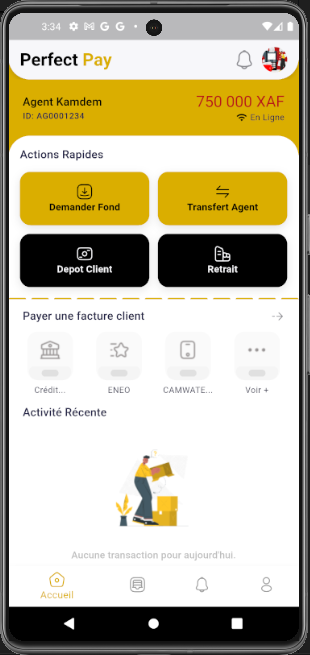 3:34
Perfect Pay
Agent Kamdem
750 000 XAF
ID: AG0001234
En Ligne
Actions Rapides
Demander Fond
Transfert Agent
Depot Client
Retrait
Payer une facture client
Crédit...
ENEO
CAMWATE...
Voir +
Activité Récente
Aucune transaction pour aujourd'hui.
Accueil